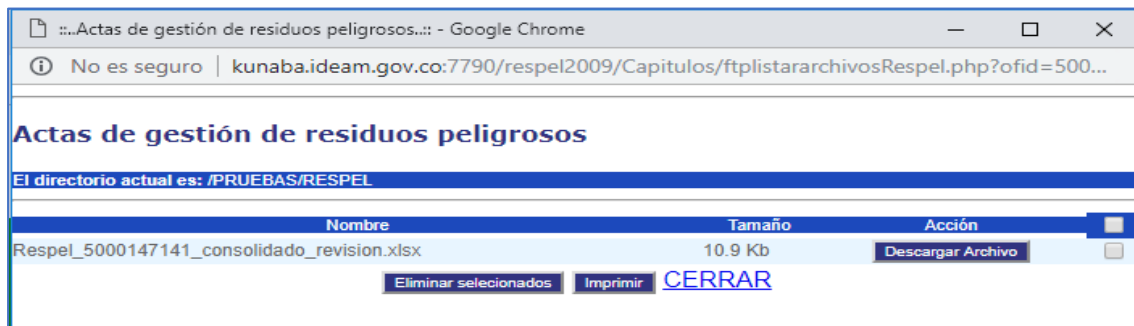 ::..Actas de gestión de residuos peligrosos..:: - Google Chrome
No es seguro | kunaba.ideam.gov.co:7790/respel2009/Capitulos/ftplistararchivosRespel.php?ofid=500...
Actas de gestión de residuos peligrosos
El directorio actual es: /PRUEBAS/RESPEL
Nombre Tamaño Acción
Respel_5000147141_consolidado_revision.xlsx 10.9 Kb Descargar Archivo
Eliminar selecionados Imprimir CERRAR